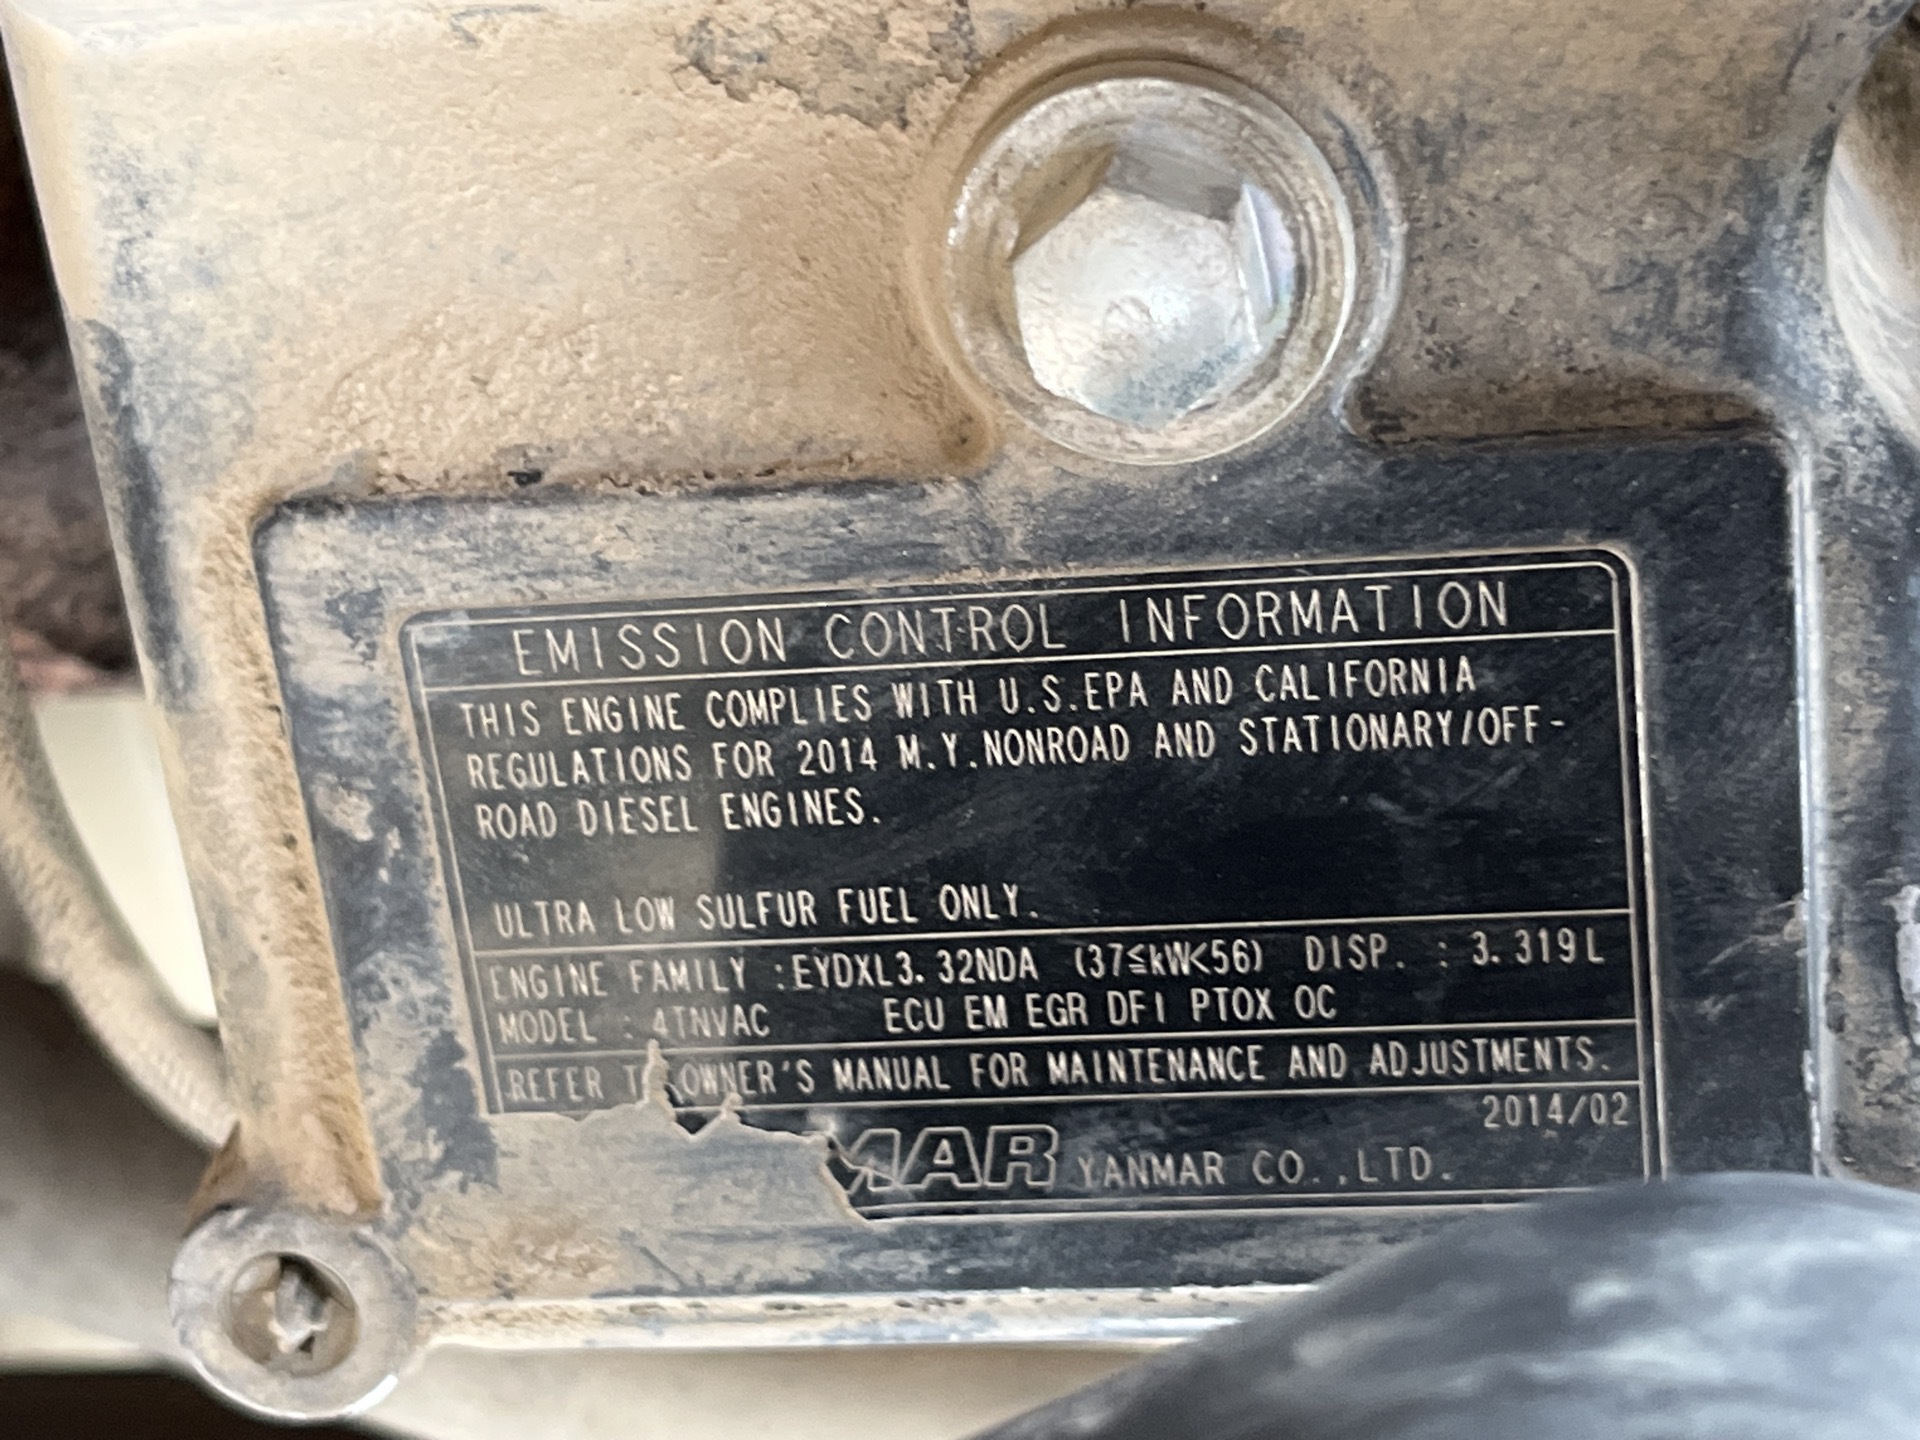 EMISSION CONTROL INFORMATION
THIS ENGINE COMPLIES WITH U.S.EPA AND CALIFORNIA
REGULATIONS FOR 2014 M.Y.NONROAD AND STATIONARY/OFF-
ROAD DIESEL ENGINES.
ULTRA LOW SULFUR FUEL ONLY.
ENGINE FAMILY :EYDXL3.32NDA (37≦kW<56) DISP. : 3.319L
MODEL : 4TNVAC ECU EM EGR DFI PTOX OC
REFER OWNER'S MANUAL FOR MAINTENANCE AND ADJUSTMENTS.
2014/02
MAR YANMAR CO.,LTD.